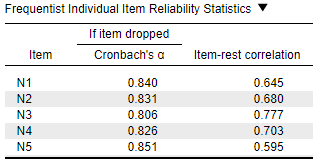 Frequentist Individual Item Reliability Statistics ▼
If item dropped
Item Cronbach's α Item-rest correlation
N1 0.840 0.645
N2 0.831 0.680
N3 0.806 0.777
N4 0.826 0.703
N5 0.851 0.595